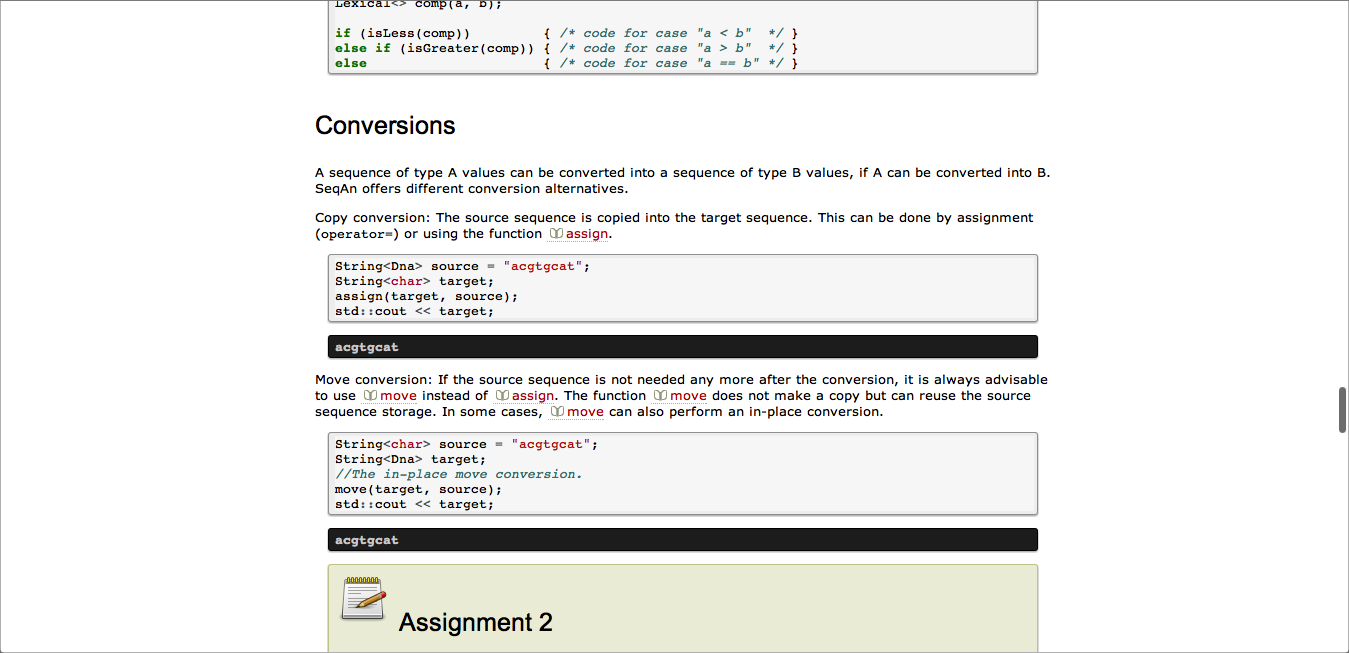 Lexical<> comp(a, b);
if (isLess(comp))         { /* code for case "a < b"  */ }
else if (isGreater(comp)) { /* code for case "a > b"  */ }
else                      { /* code for case "a == b" */ }
Conversions
A sequence of type A values can be converted into a sequence of type B values, if A can be converted into B.
SeqAn offers different conversion alternatives.
Copy conversion: The source sequence is copied into the target sequence. This can be done by assignment
(operator=) or using the function assign.
String<Dna> source = "acgtgcat";
String<char> target;
assign(target, source);
std::cout << target;
acgtgcat
Move conversion: If the source sequence is not needed any more after the conversion, it is always advisable
to use move instead of assign. The function move does not make a copy but can reuse the source
sequence storage. In some cases, move can also perform an in-place conversion.
String<char> source = "acgtgcat";
String<Dna> target;
//The in-place move conversion.
move(target, source);
std::cout << target;
acgtgcat
Assignment 2